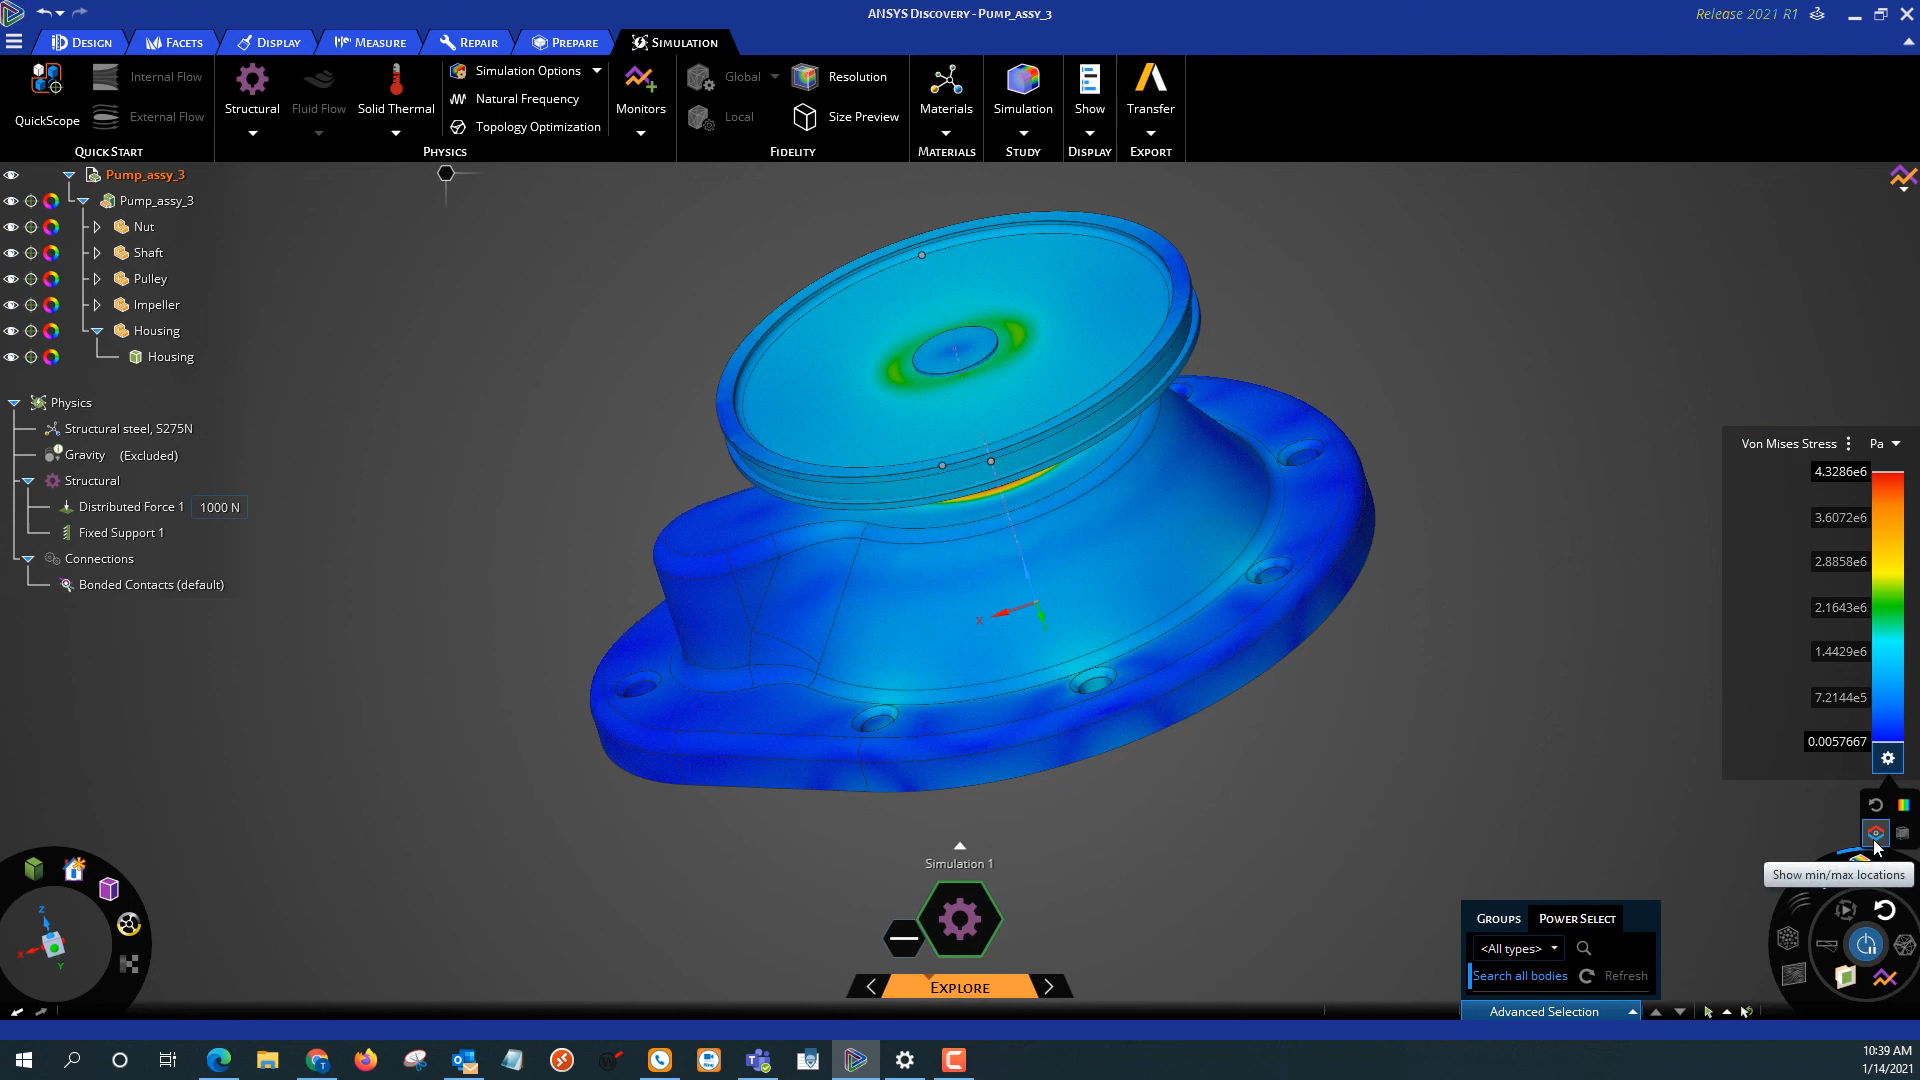 ANSYS Discovery - Pump_assy_3
Release 2021 R1
Design
Facets
Display
Measure
Repair
Prepare
Simulation
QuickScope
Internal Flow
External Flow
Quick Start
Structural
Fluid Flow
Solid Thermal
Simulation Options
Natural Frequency
Topology Optimization
Physics
Monitors
Global
Local
Resolution
Size Preview
Fidelity
Materials
Materials
Simulation
Study
Show
Display
Transfer
Export
Pump_assy_3
Pump_assy_3
Nut
Shaft
Pulley
Impeller
Housing
Housing
Physics
Structural steel, S275N
Gravity (Excluded)
Structural
Distributed Force 1 1000 N
Fixed Support 1
Connections
Bonded Contacts (default)
Von Mises Stress Pa
4.3286e6
3.6072e6
2.8858e6
2.1643e6
1.4429e6
7.2144e5
0.0057667
Show min/max locations
X
Z
X
Y
Simulation 1
Explore
Groups
Power Select
<All types>
Search all bodies
Refresh
Advanced Selection
10:39 AM
1/14/2021